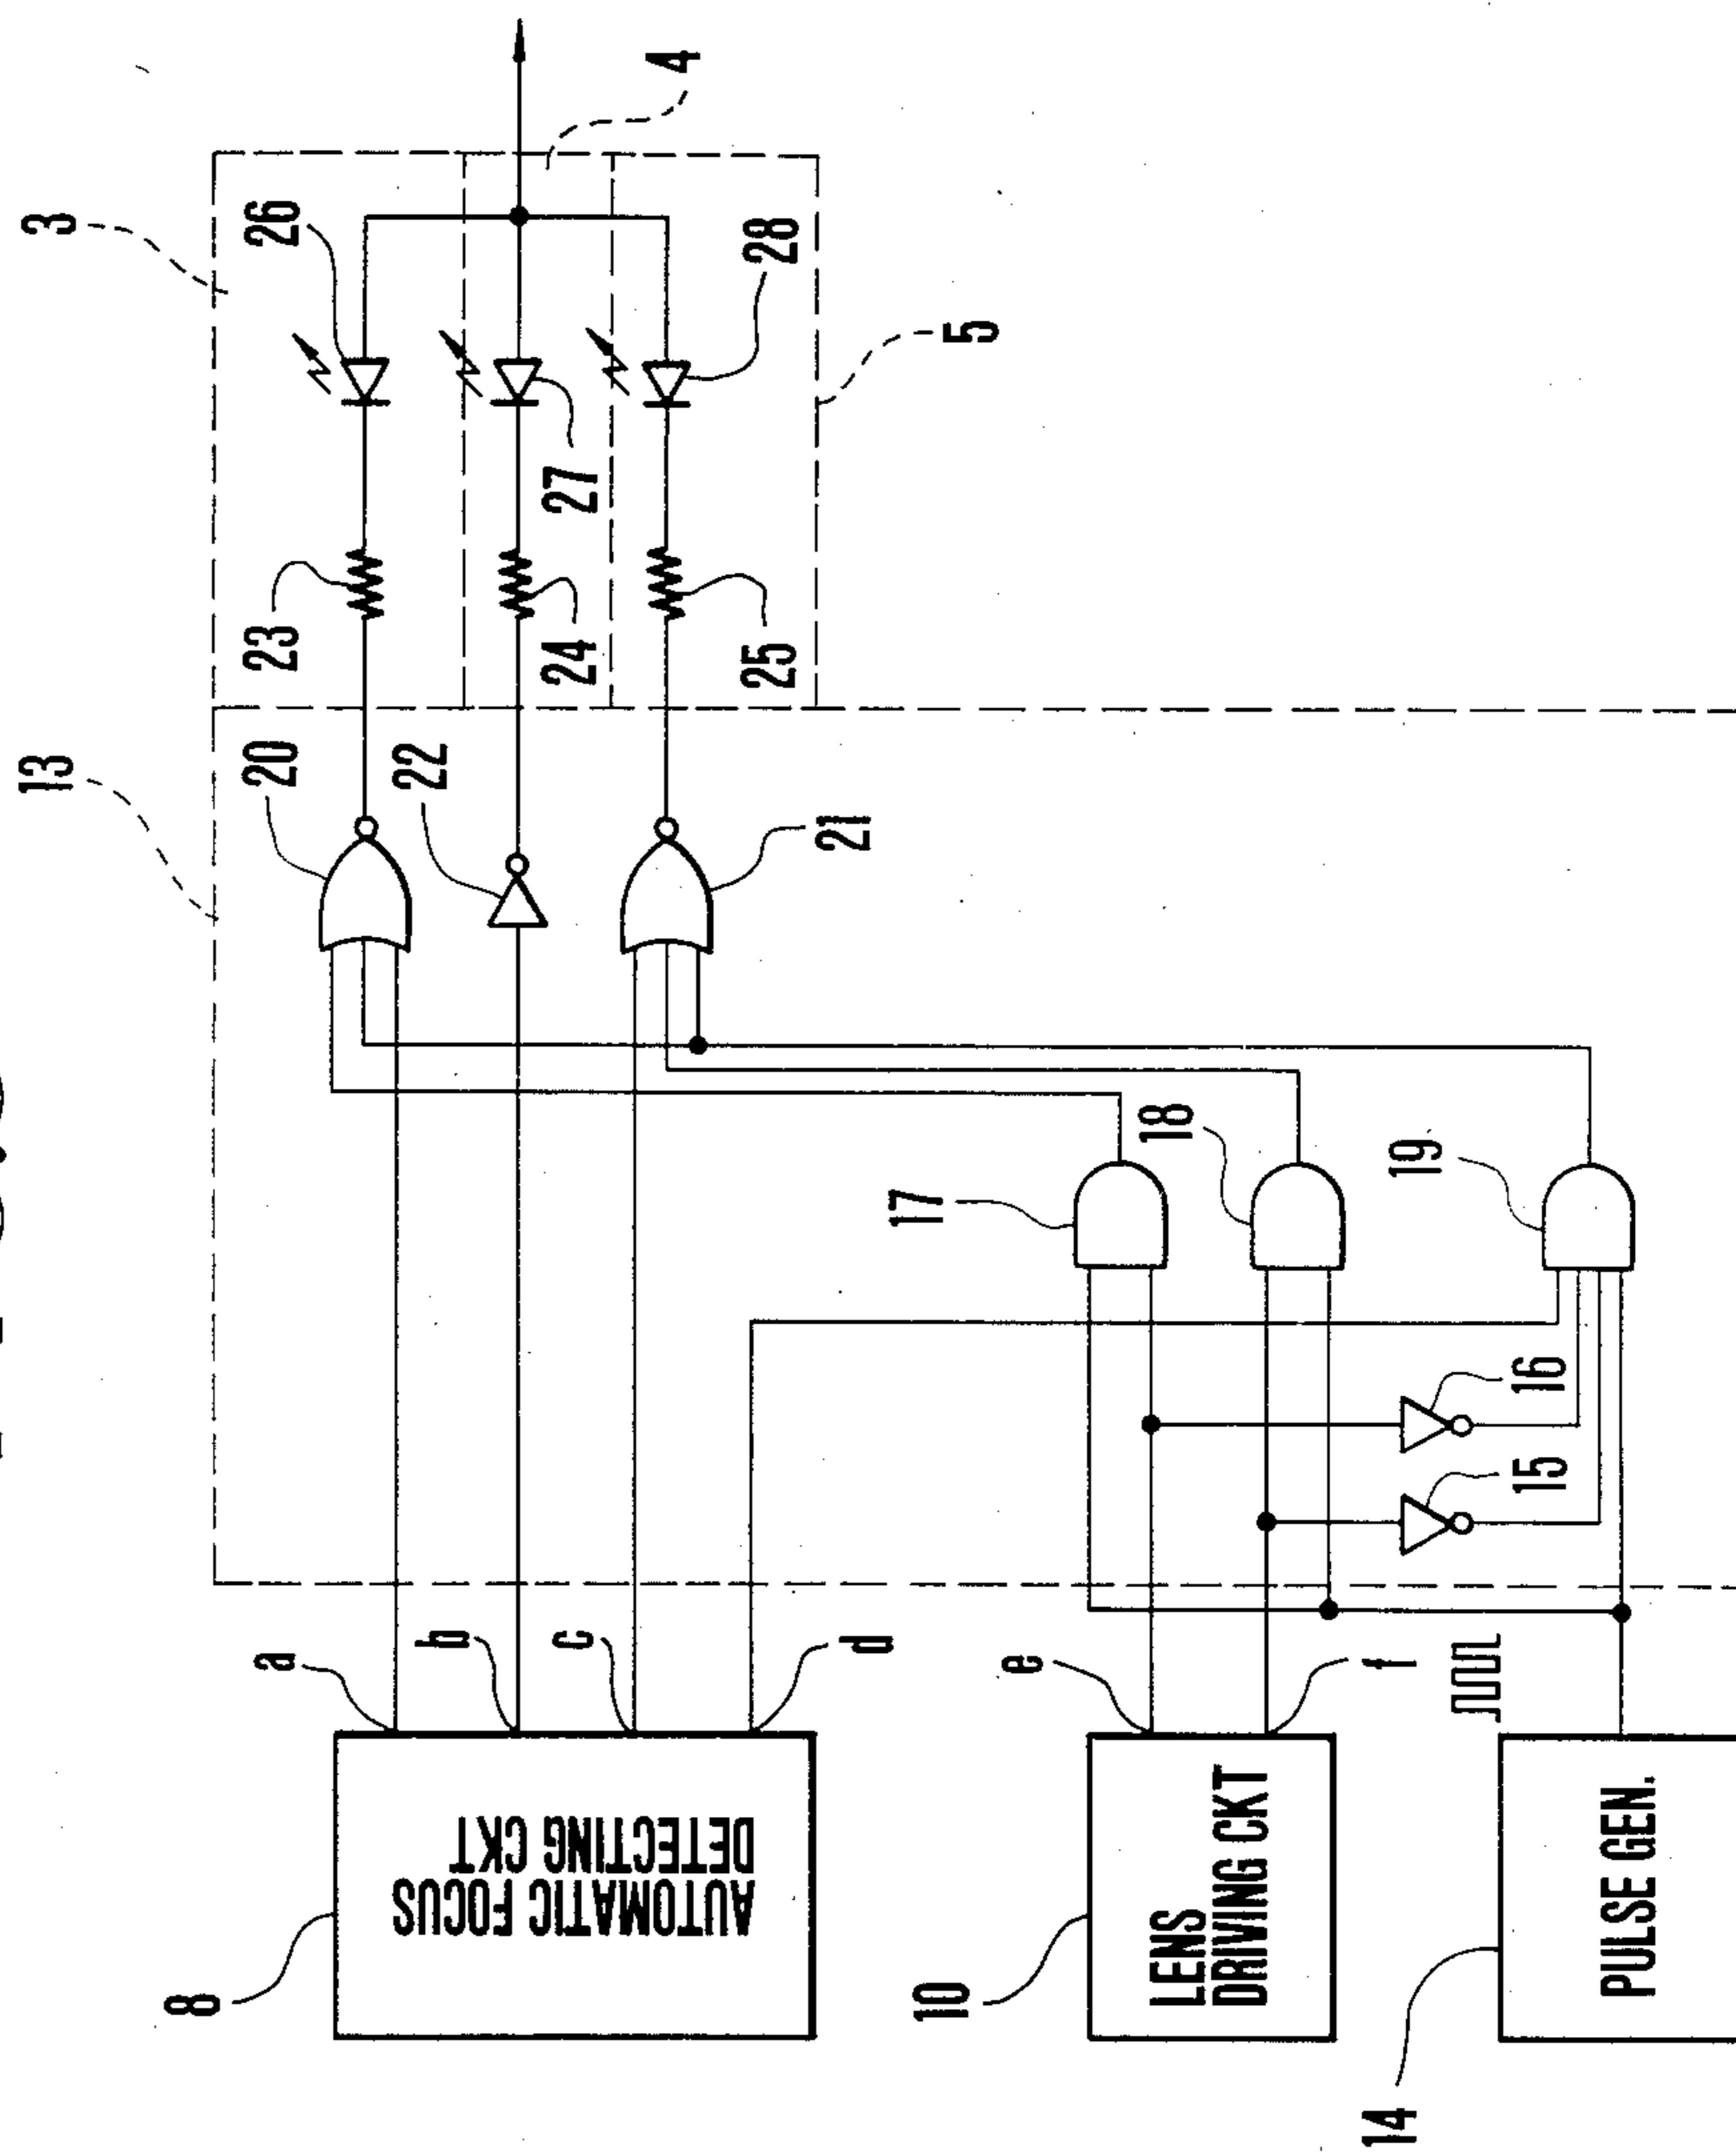 3
4
5
13
26
27
28
23
24
25
20
22
21
17
18
19
16
15
a
b
c
d
e
f
8
AUTOMATIC FOCUS
DETECTING CKT
10
LENS
DRIVING CKT
14
PULSE GEN.